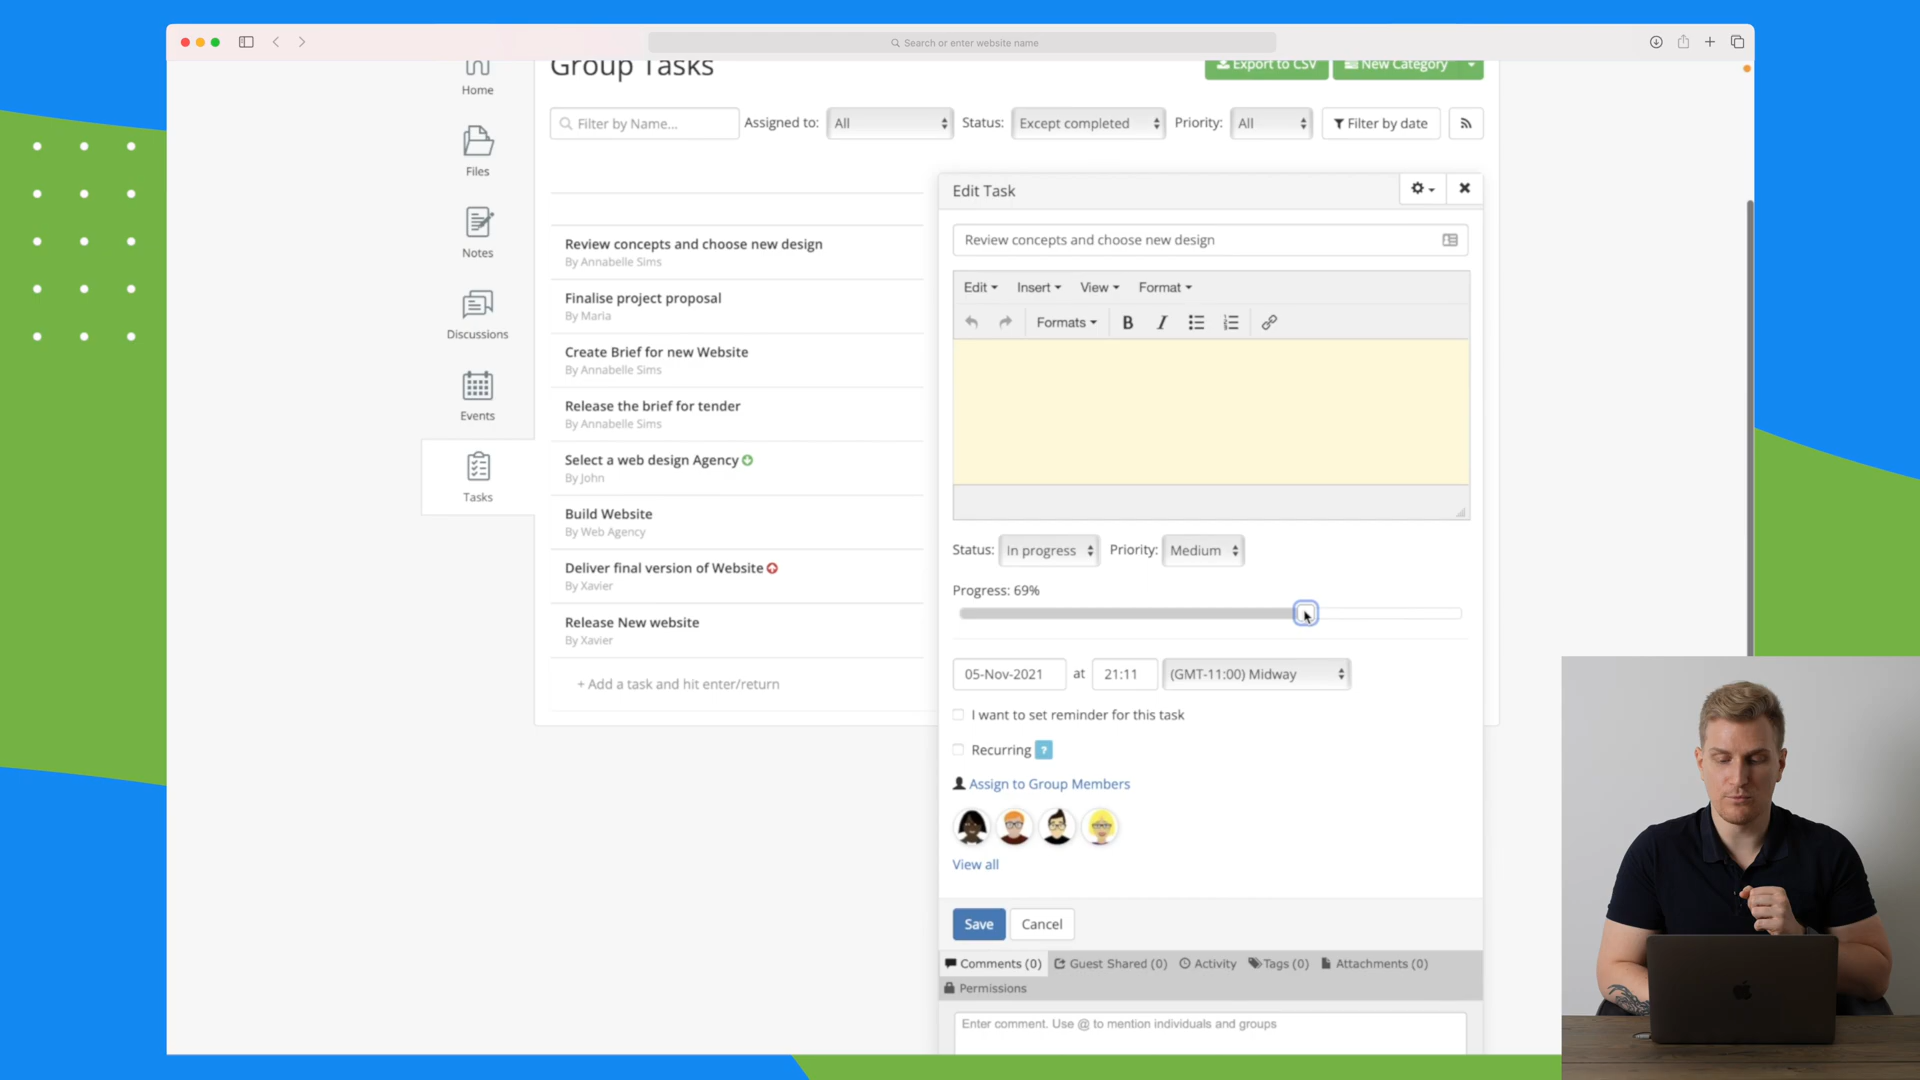 Search or enter website name
Group Tasks
Export to CSV
New Category
Home
Files
Notes
Discussions
Events
Tasks
Filter by Name...
Assigned to: All
Status: Except completed
Priority: All
Filter by date
Review concepts and choose new design
By Annabelle Sims
Finalise project proposal
By Maria
Create Brief for new Website
By Annabelle Sims
Release the brief for tender
By Annabelle Sims
Select a web design Agency
By John
Build Website
By Web Agency
Deliver final version of Website
By Xavier
Release New website
By Xavier
+ Add a task and hit enter/return
Edit Task
Review concepts and choose new design
Edit Insert View Format
Formats B I
Status: In progress Priority: Medium
Progress: 69%
05-Nov-2021 at 21:11 (GMT-11:00) Midway
I want to set reminder for this task
Recurring ?
Assign to Group Members
View all
Save Cancel
Comments (0) Guest Shared (0) Activity Tags (0) Attachments (0)
Permissions
Enter comment. Use @ to mention individuals and groups